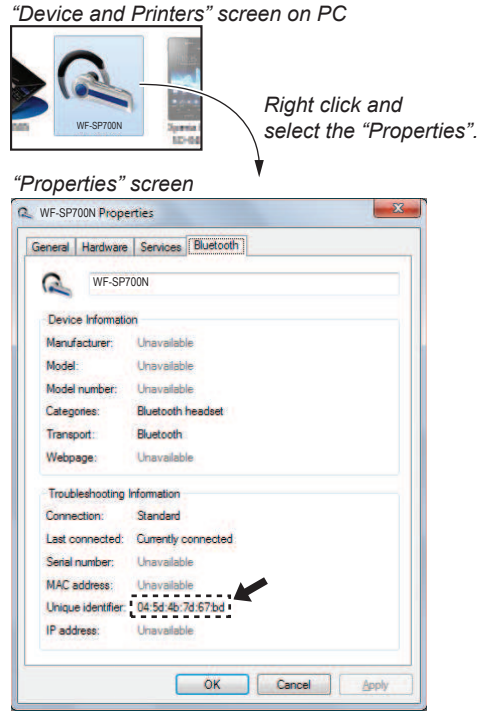 “Device and Printers” screen on PC
WF-SP700N
Right click and
select the “Properties”.
“Properties” screen
WF-SP700N Properties
General Hardware Services Bluetooth
WF-SP700N
Device Information
Manufacturer: Unavailable
Model: Unavailable
Model number: Unavailable
Categories: Bluetooth headset
Transport: Bluetooth
Webpage: Unavailable
Troubleshooting Information
Connection: Standard
Last connected: Currently connected
Serial number: Unavailable
MAC address: Unavailable
Unique identifier: 04:5d:4b:7d:67:bd
IP address: Unavailable
OK Cancel Apply